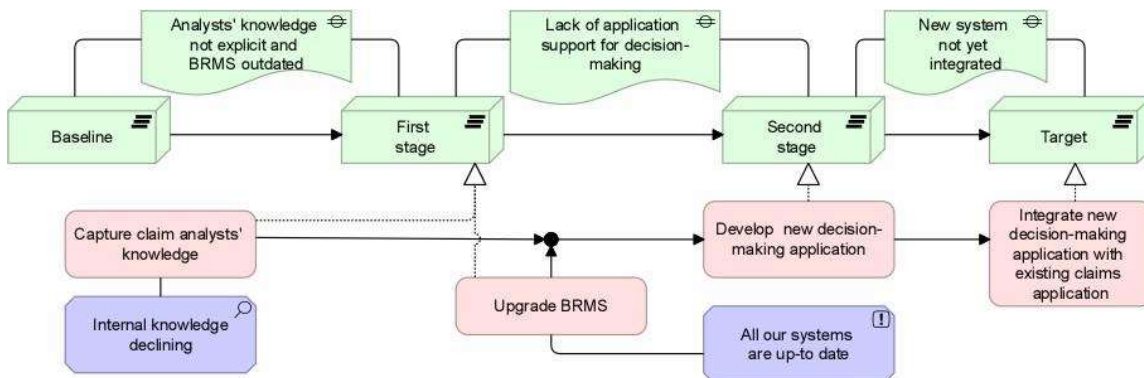 Analysts' knowledge
not explicit and
BRMS outdated
Lack of application
support for decision-
making
New system
not yet
integrated
Baseline
First
stage
Second
stage
Target
Capture claim analysts'
knowledge
Develop new decision-
making application
Integrate new
decision-making
application with
existing claims
application
Upgrade BRMS
Internal knowledge
declining
All our systems
are up-to date
!